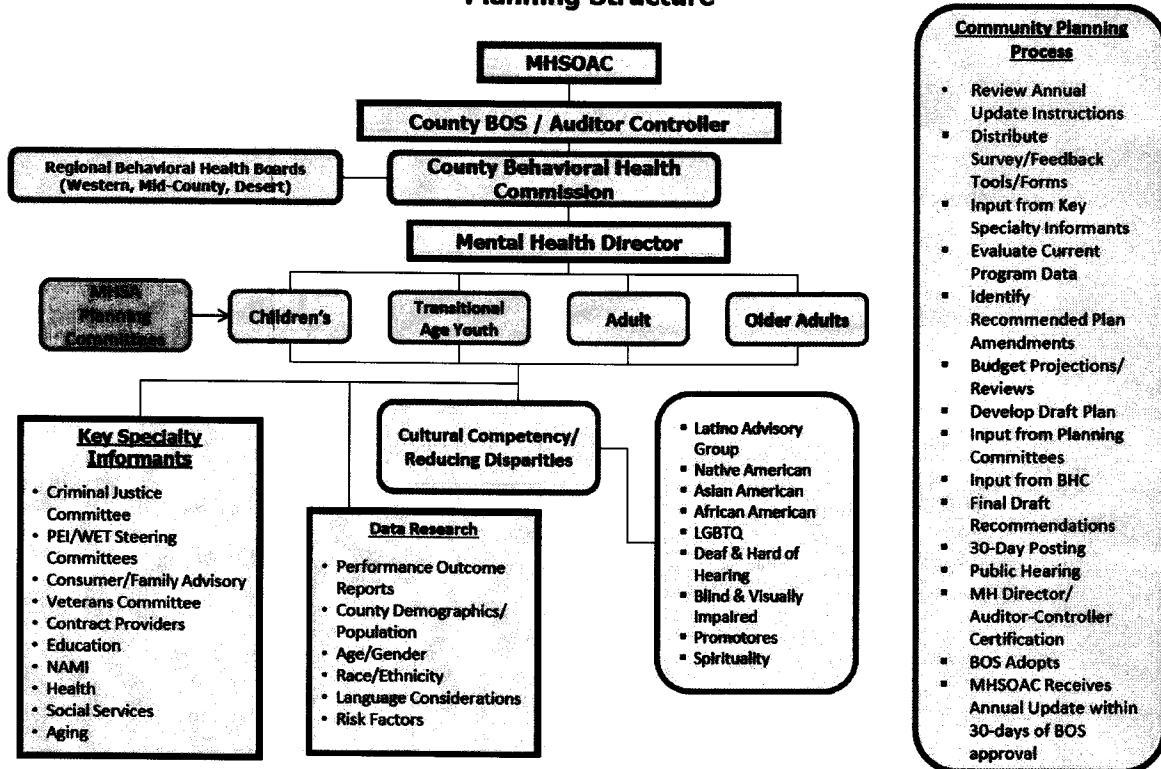 Planning Structure
MHSOAC
County BOS / Auditor Controller
Regional Behavioral Health Boards
(Western, Mid-County, Desert)
County Behavioral Health
Commission
Mental Health Director
MHSA
Planning
Committees
Children's
Transitional
Age Youth
Adult
Older Adults
Key Specialty
Informants
• Criminal Justice
Committee
• PEI/WET Steering
Committees
• Consumer/Family Advisory
• Veterans Committee
• Contract Providers
• Education
• NAMI
• Health
• Social Services
• Aging
Data Research
• Performance Outcome
Reports
• County Demographics/
Population
• Age/Gender
• Race/Ethnicity
• Language Considerations
• Risk Factors
Cultural Competency/
Reducing Disparities
▪ Latino Advisory
Group
▪ Native American
▪ Asian American
▪ African American
▪ LGBTQ
▪ Deaf & Hard of
Hearing
▪ Blind & Visually
Impaired
▪ Promotores
▪ Spirituality
Community Planning
Process
▪ Review Annual
Update Instructions
▪ Distribute
Survey/Feedback
Tools/Forms
▪ Input from Key
Specialty Informants
▪ Evaluate Current
Program Data
▪ Identify
Recommended Plan
Amendments
▪ Budget Projections/
Reviews
▪ Develop Draft Plan
▪ Input from Planning
Committees
▪ Input from BHC
▪ Final Draft
Recommendations
▪ 30-Day Posting
▪ Public Hearing
▪ MH Director/
Auditor-Controller
Certification
▪ BOS Adopts
▪ MHSOAC Receives
Annual Update within
30-days of BOS
approval